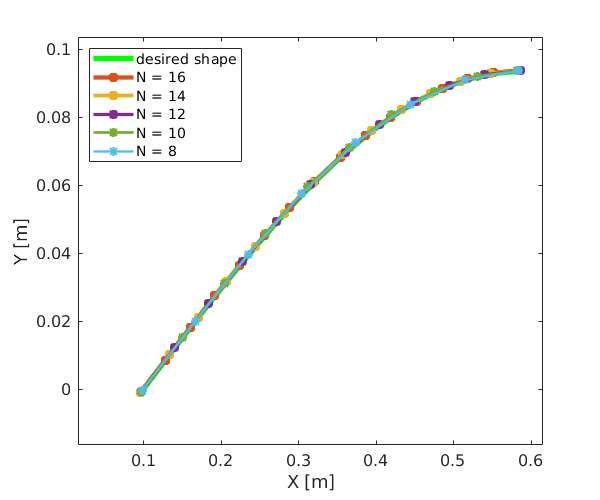 0.1
0.08
0.06
0.04
0.02
0
Y [m]
desired shape
N = 16
N = 14
N = 12
N = 10
N = 8
0.1 0.2 0.3 0.4 0.5 0.6
X [m]